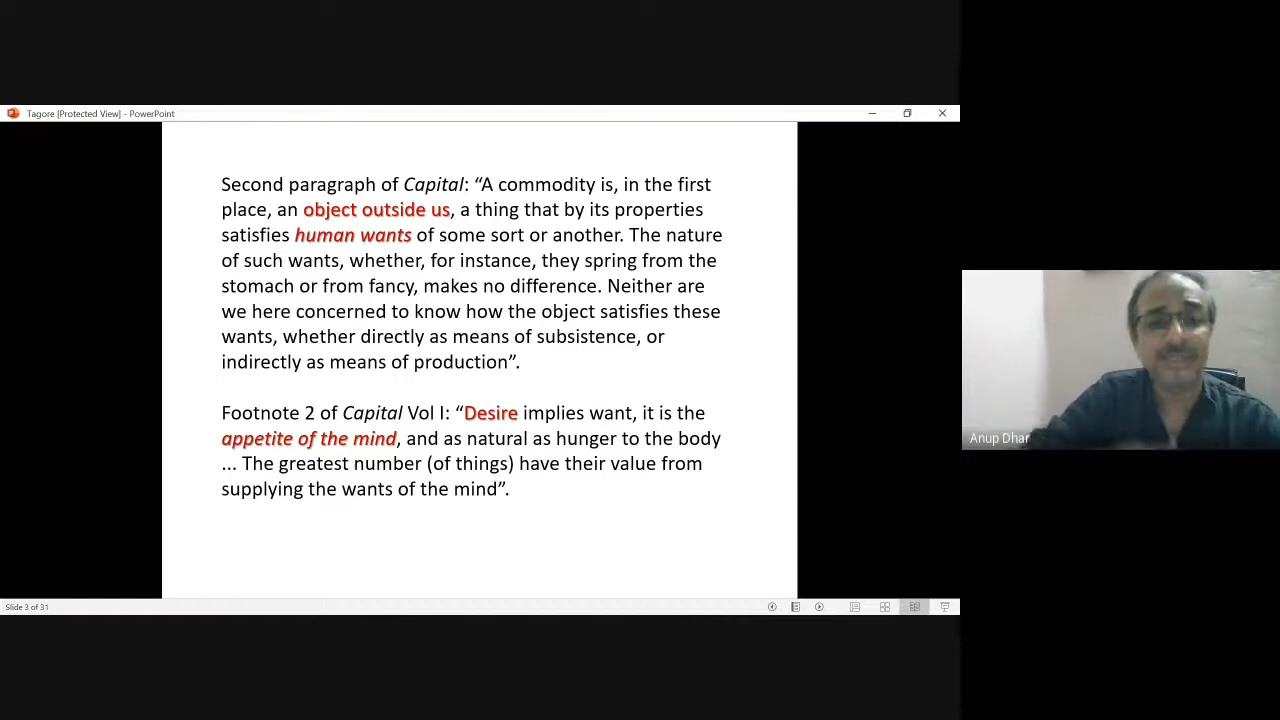 Tagore [Protected View] - PowerPoint
Second paragraph of Capital: “A commodity is, in the first
place, an object outside us, a thing that by its properties
satisfies human wants of some sort or another. The nature
of such wants, whether, for instance, they spring from the
stomach or from fancy, makes no difference. Neither are
we here concerned to know how the object satisfies these
wants, whether directly as means of subsistence, or
indirectly as means of production”.
Footnote 2 of Capital Vol I: “Desire implies want, it is the
appetite of the mind, and as natural as hunger to the body
... The greatest number (of things) have their value from
supplying the wants of the mind”.
Anup Dhar
Slide 3 of 31